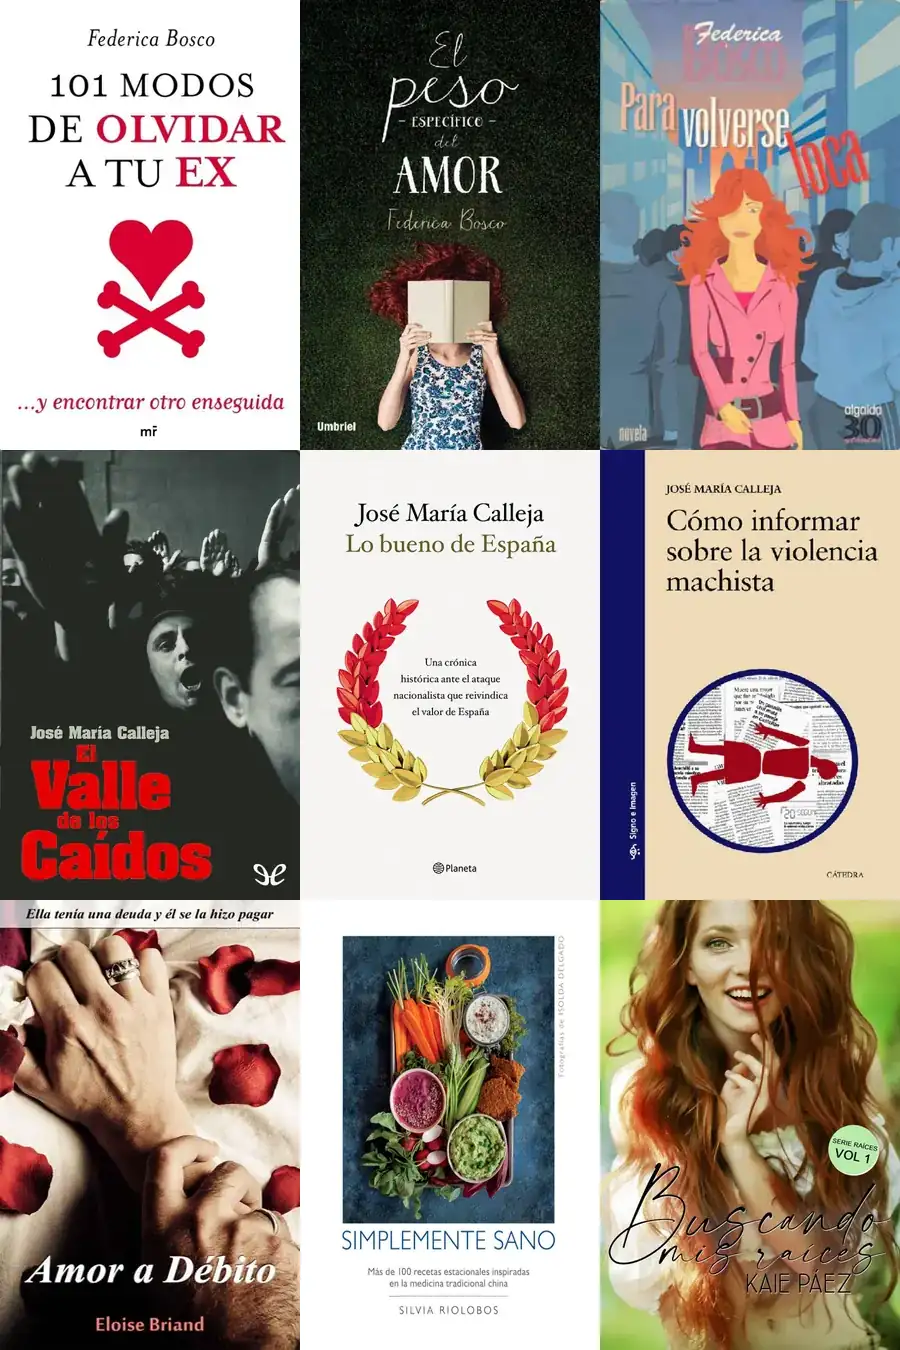 Federica Bosco
101 MODOS
DE OLVIDAR
A TU EX
...y encontrar otro enseguida
mr̄
El
peso
– ESPECÍFICO –
del
AMOR
Federica Bosco
Umbriel
Federica
Bosco
Para
volverse
loca
novela
algaida
30
José María Calleja
El
Valle
de los
Caídos
José María Calleja
Lo bueno de España
Una crónica
histórica ante el ataque
nacionalista que reivindica
el valor de España
Planeta
JOSÉ MARÍA CALLEJA
Cómo informar
sobre la violencia
machista
Signo e Imagen
CÁTEDRA
Ella tenía una deuda y él se la hizo pagar
Amor a Débito
Eloise Briand
Fotografías de ISOLDA DELGADO
SIMPLEMENTE SANO
Más de 100 recetas estacionales inspiradas
en la medicina tradicional china
SILVIA RIOLOBOS
SERIE RAÍCES
VOL 1
Buscando
mis raíces
KAIE PÁEZ